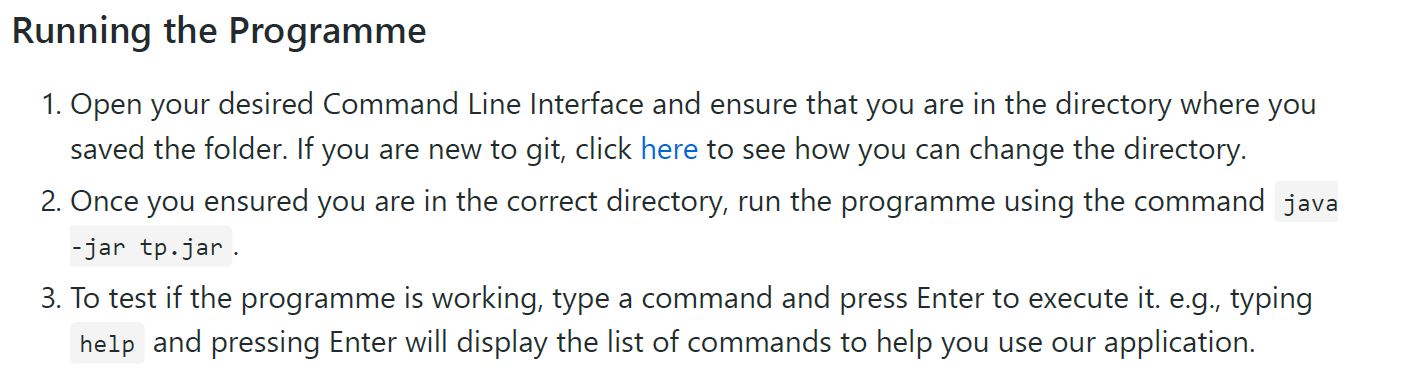 Running the Programme
1. Open your desired Command Line Interface and ensure that you are in the directory where you
saved the folder. If you are new to git, click here to see how you can change the directory.
2. Once you ensured you are in the correct directory, run the programme using the command java
-jar tp.jar .
3. To test if the programme is working, type a command and press Enter to execute it. e.g., typing
help and pressing Enter will display the list of commands to help you use our application.